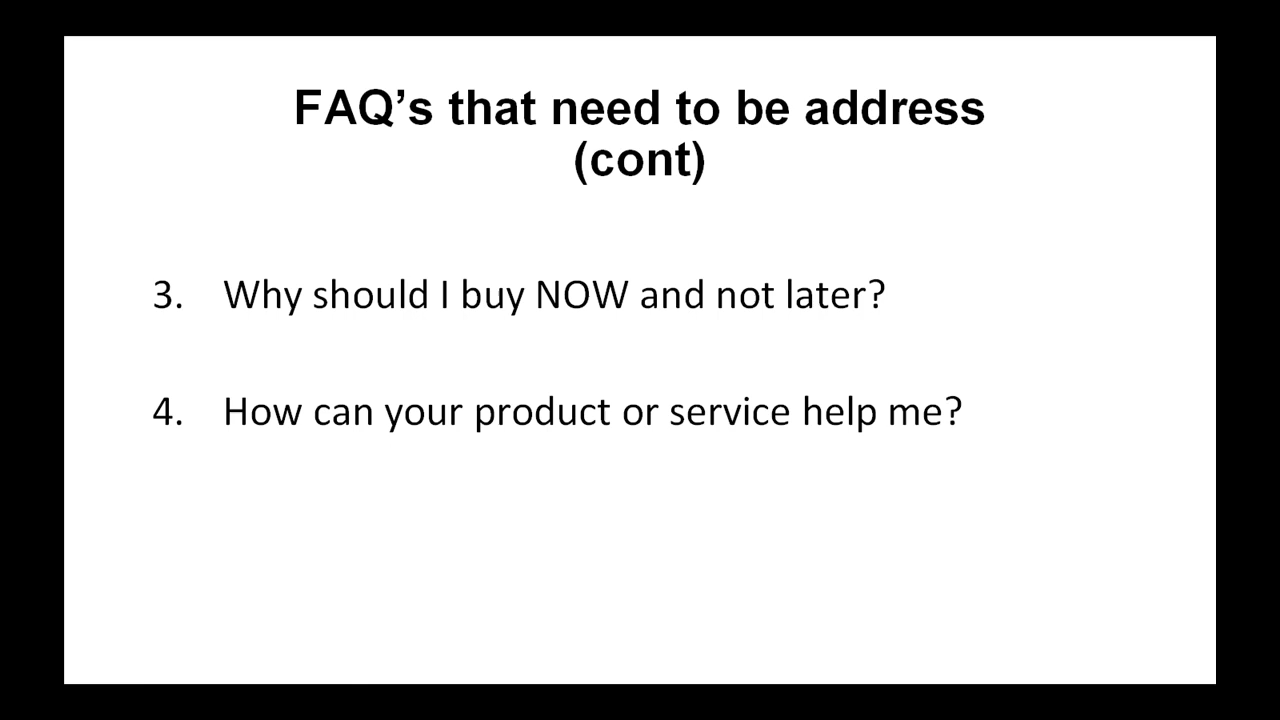 FAQ’s that need to be address
(cont)
3. Why should I buy NOW and not later?
4. How can your product or service help me?